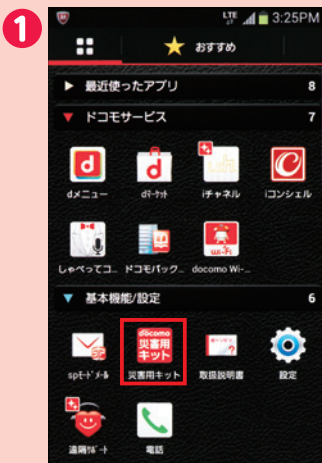 1
LTE 3:25PM
おすすめ
最近使ったアプリ 8
ドコモサービス 7
d d C
dメニュー dマーケット iチャネル iコンシェル
Wi-Fi
しゃべってコ... ドコモバック... docomo Wi-...
基本機能/設定 6
docomo
災害用
キット
SP
spモードメール 災害用キット 取扱説明書 設定
遠隔サポート 電話